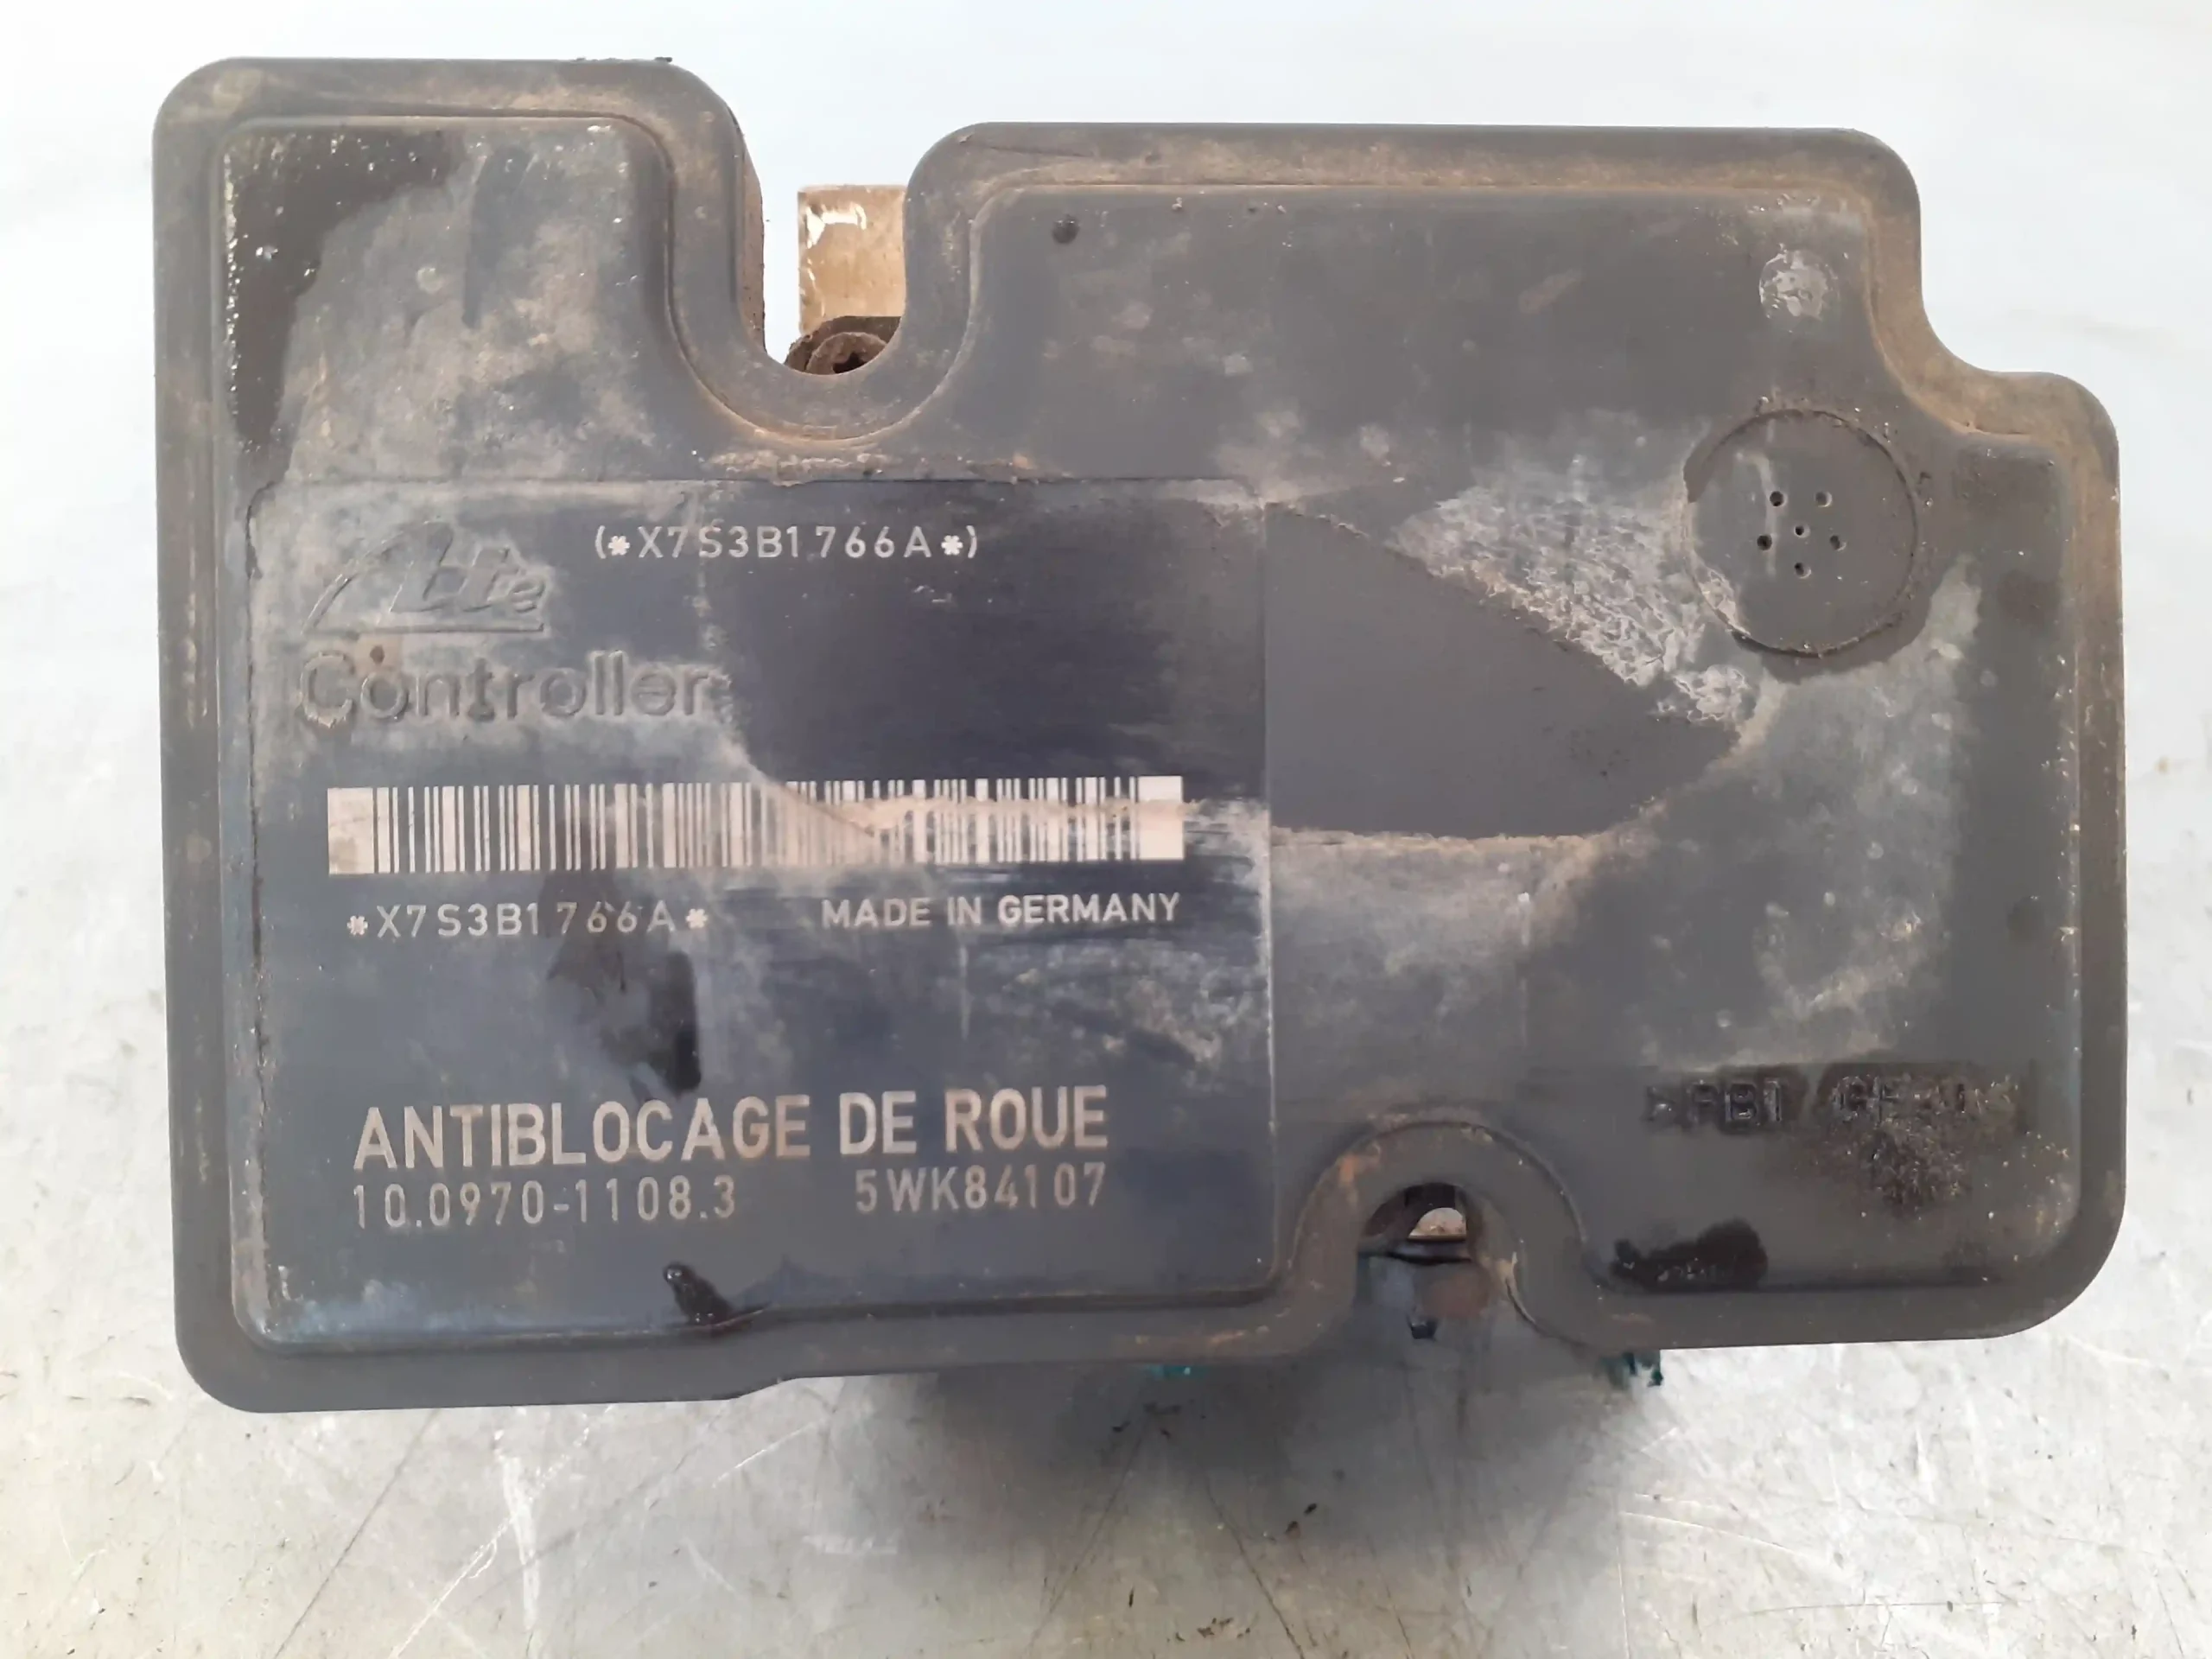 (*X7S3B1766A*)
Ate
Controller
*X7S3B1766A* MADE IN GERMANY
ANTIBLOCAGE DE ROUE
10.0970-1108.3 5WK84107